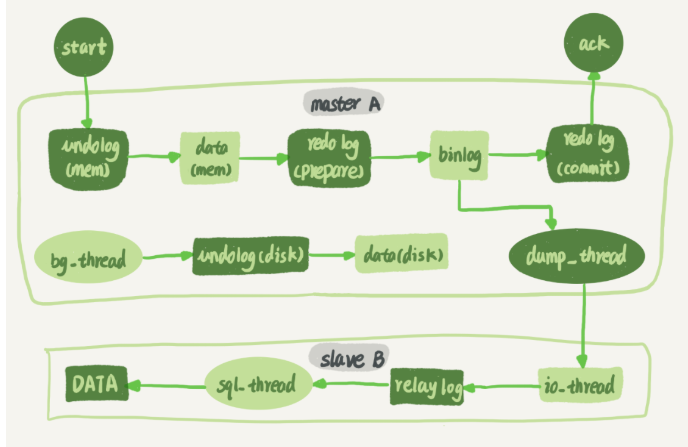 start
ack
master A
undolog
(mem)
data
(mem)
redo log
(prepare)
binlog
redo log
(commit)
bg_thread
undolog(disk)
data(disk)
dump_thread
slave B
DATA
sql_thread
relay log
io_thread